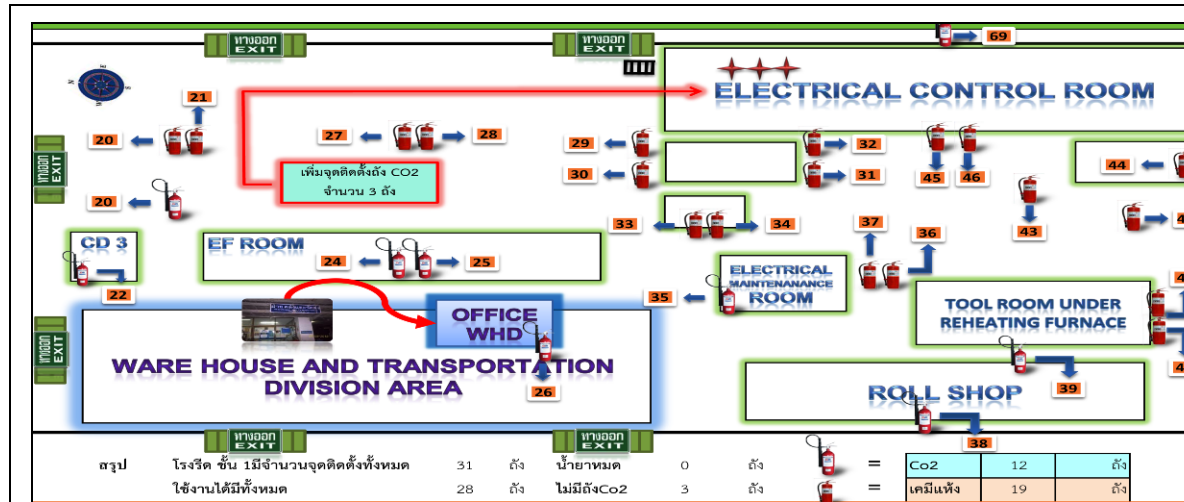 ทางออก
EXIT
ทางออก
EXIT
69
ELECTRICAL CONTROL ROOM
21
20
27
28
29
32
30
31
45
46
44
เพิ่มจุดติดตั้งถัง CO2
จำนวน 3 ถัง
ทางออก
EXIT
20
33
34
37
36
43
CD 3
EF ROOM
24
25
22
ELECTRICAL
MAINTENANANCE
ROOM
35
TOOL ROOM UNDER
REHEATING FURNACE
OFFICE
WHD
ทางออก
EXIT
WARE HOUSE AND TRANSPORTATION
DIVISION AREA
26
39
ROLL SHOP
38
ทางออก
EXIT
ทางออก
EXIT
สรุป โรงรีด ชั้น 1มีจำนวนจุดติดตั้งทั้งหมด 31 ถัง น้ำยาหมด 0 ถัง = Co2 12 ถัง
ใช้งานได้มีทั้งหมด 28 ถัง ไม่มีถังCo2 3 ถัง = เคมีแห้ง 19 ถัง